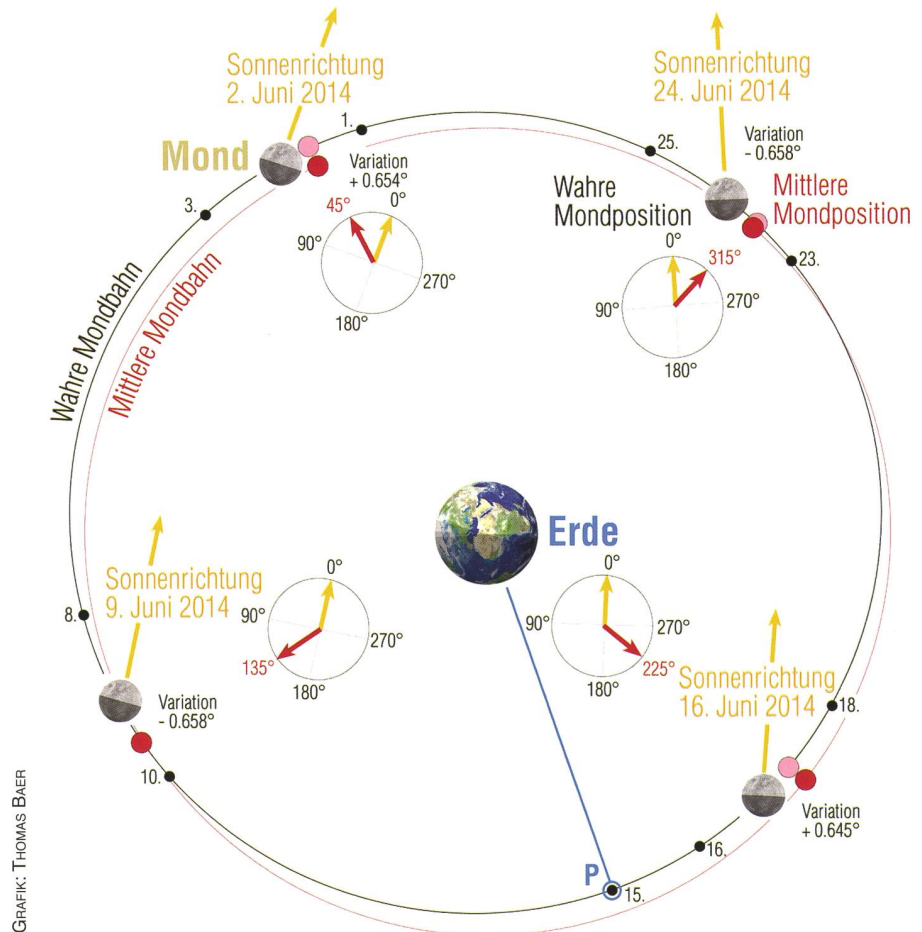 Sonnenrichtung
2. Juni 2014
Sonnenrichtung
24. Juni 2014
1.
25.
Mond
Variation
+ 0.654°
Variation
- 0.658°
Wahre
Mondposition
Mittlere
Mondposition
3.
45°
0°
90°
270°
180°
0°
315°
90°
270°
180°
23.
Wahre Mondbahn
Mittlere Mondbahn
Erde
Sonnenrichtung
9. Juni 2014
8.
0°
90°
270°
135°
180°
0°
90°
270°
180°
225°
Sonnenrichtung
16. Juni 2014
Variation
- 0.658°
18.
10.
Variation
+ 0.645°
16.
P
15.
GRAFIK: THOMAS BAER